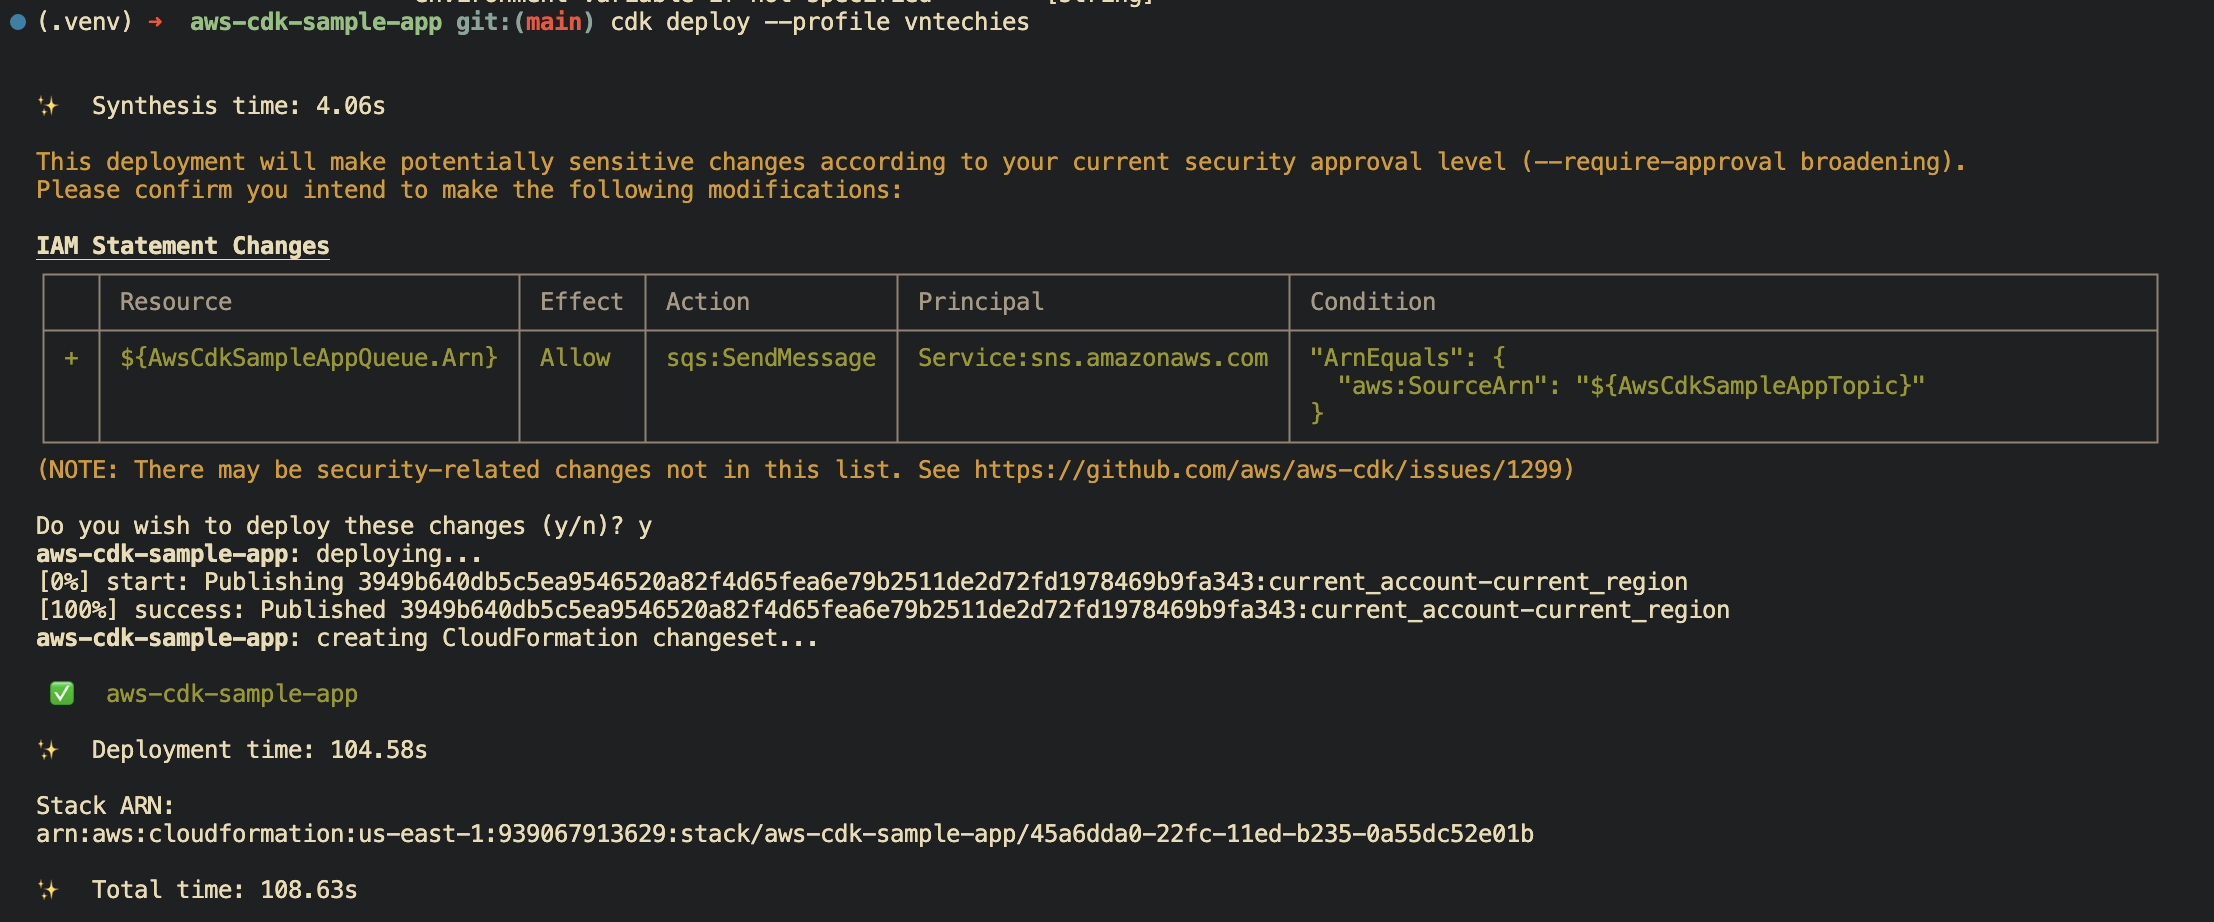 environment variable if not specified [string]
(.venv) → aws-cdk-sample-app git:(main) cdk deploy --profile vntechies
✨ Synthesis time: 4.06s
This deployment will make potentially sensitive changes according to your current security approval level (--require-approval broadening).
Please confirm you intend to make the following modifications:
IAM Statement Changes
Resource Effect Action Principal Condition
+ ${AwsCdkSampleAppQueue.Arn} Allow sqs:SendMessage Service:sns.amazonaws.com "ArnEquals": {
"aws:SourceArn": "${AwsCdkSampleAppTopic}"
}
(NOTE: There may be security-related changes not in this list. See https://github.com/aws/aws-cdk/issues/1299)
Do you wish to deploy these changes (y/n)? y
aws-cdk-sample-app: deploying...
[0%] start: Publishing 3949b640db5c5ea9546520a82f4d65fea6e79b2511de2d72fd1978469b9fa343:current_account-current_region
[100%] success: Published 3949b640db5c5ea9546520a82f4d65fea6e79b2511de2d72fd1978469b9fa343:current_account-current_region
aws-cdk-sample-app: creating CloudFormation changeset...
✅ aws-cdk-sample-app
✨ Deployment time: 104.58s
Stack ARN:
arn:aws:cloudformation:us-east-1:939067913629:stack/aws-cdk-sample-app/45a6dda0-22fc-11ed-b235-0a55dc52e01b
✨ Total time: 108.63s